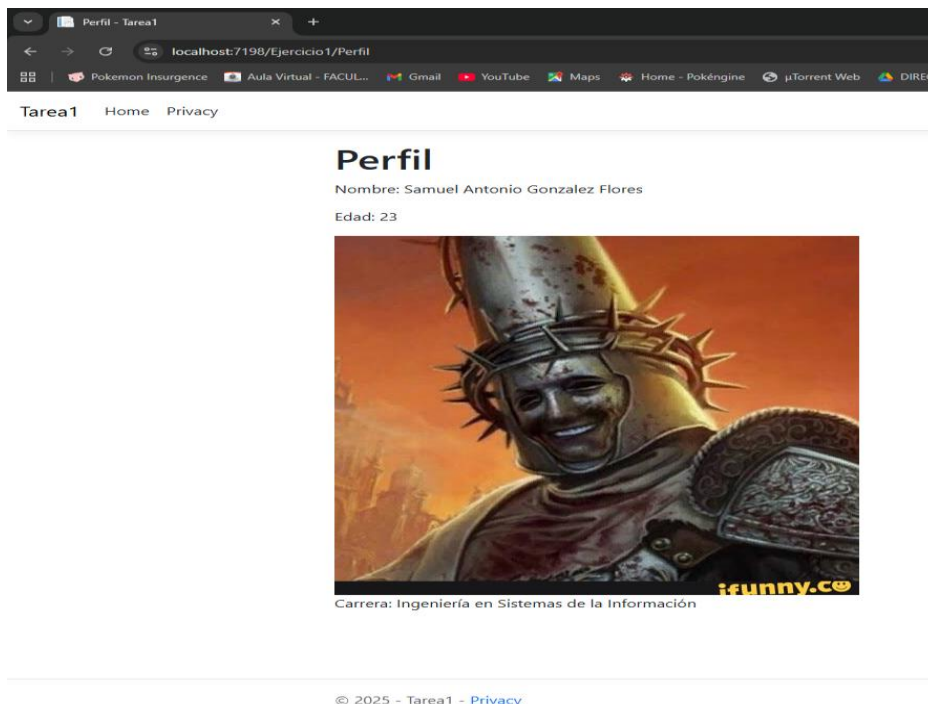 Perfil - Tarea1
localhost:7198/Ejercicio1/Perfil
Pokemon Insurgence Aula Virtual - FACUL... Gmail YouTube Maps Home - Pokéngine µTorrent Web DIREC
Tarea1 Home Privacy
Perfil
Nombre: Samuel Antonio Gonzalez Flores
Edad: 23
ifunny.co
Carrera: Ingeniería en Sistemas de la Información
© 2025 - Tarea1 - Privacy